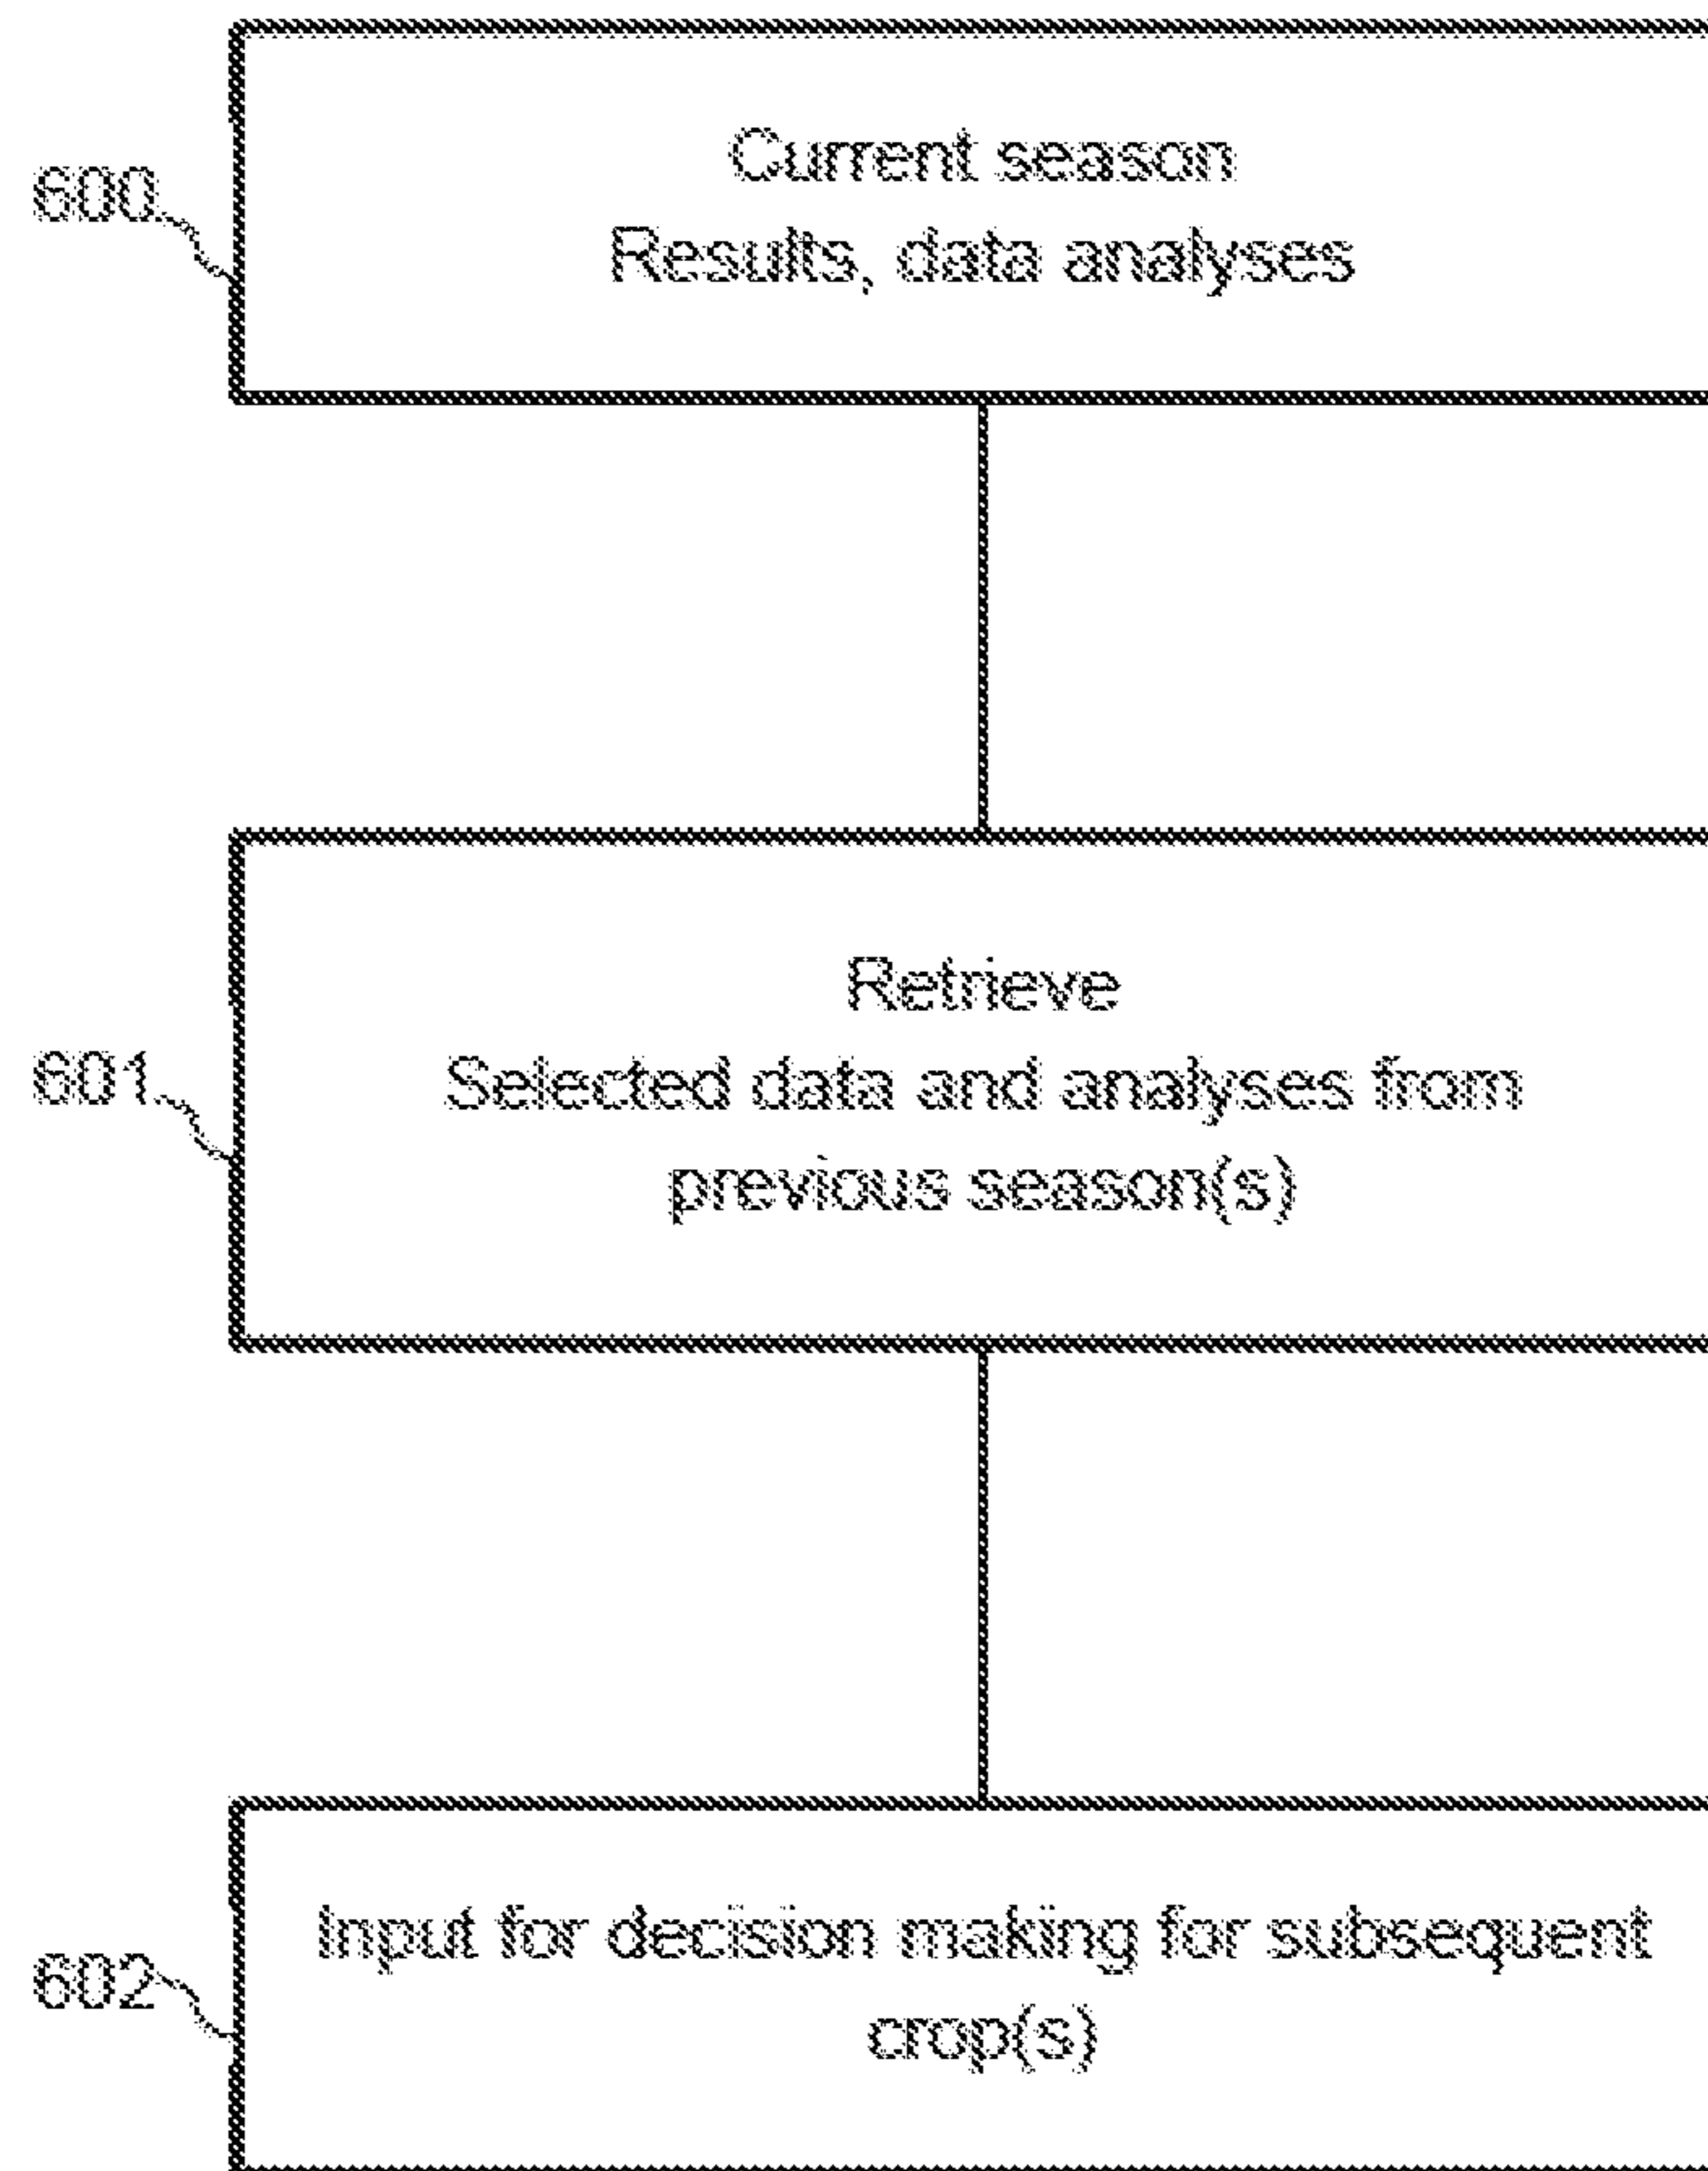 600
Current season
Results, data analyses
601
Retrieve
Selected data and analyses from
previous season(s)
602
Input for decision making for subsequent
crop(s)